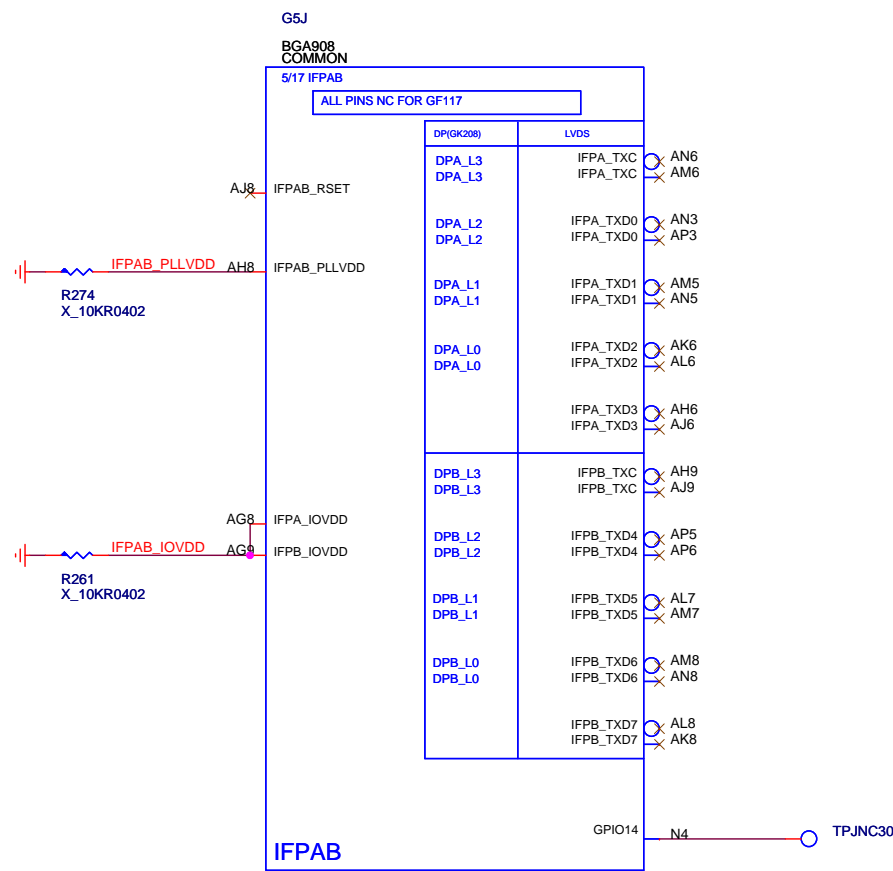 G5J
BGA908
COMMON
5/17 IFPAB
ALL PINS NC FOR GF117
DP(GK208) LVDS
DPA_L3 IFPA_TXC AN6
DPA_L3 IFPA_TXC AM6
AJ8 IFPAB_RSET
DPA_L2 IFPA_TXD0 AN3
DPA_L2 IFPA_TXD0 AP3
IFPAB_PLLVDD AH8 IFPAB_PLLVDD
R274
X_10KR0402
DPA_L1 IFPA_TXD1 AM5
DPA_L1 IFPA_TXD1 AN5
DPA_L0 IFPA_TXD2 AK6
DPA_L0 IFPA_TXD2 AL6
IFPA_TXD3 AH6
IFPA_TXD3 AJ6
DPB_L3 IFPB_TXC AH9
DPB_L3 IFPB_TXC AJ9
AG8 IFPA_IOVDD
IFPAB_IOVDD AG9 IFPB_IOVDD
R261
X_10KR0402
DPB_L2 IFPB_TXD4 AP5
DPB_L2 IFPB_TXD4 AP6
DPB_L1 IFPB_TXD5 AL7
DPB_L1 IFPB_TXD5 AM7
DPB_L0 IFPB_TXD6 AM8
DPB_L0 IFPB_TXD6 AN8
IFPB_TXD7 AL8
IFPB_TXD7 AK8
GPIO14 N4 TPJNC30
IFPAB